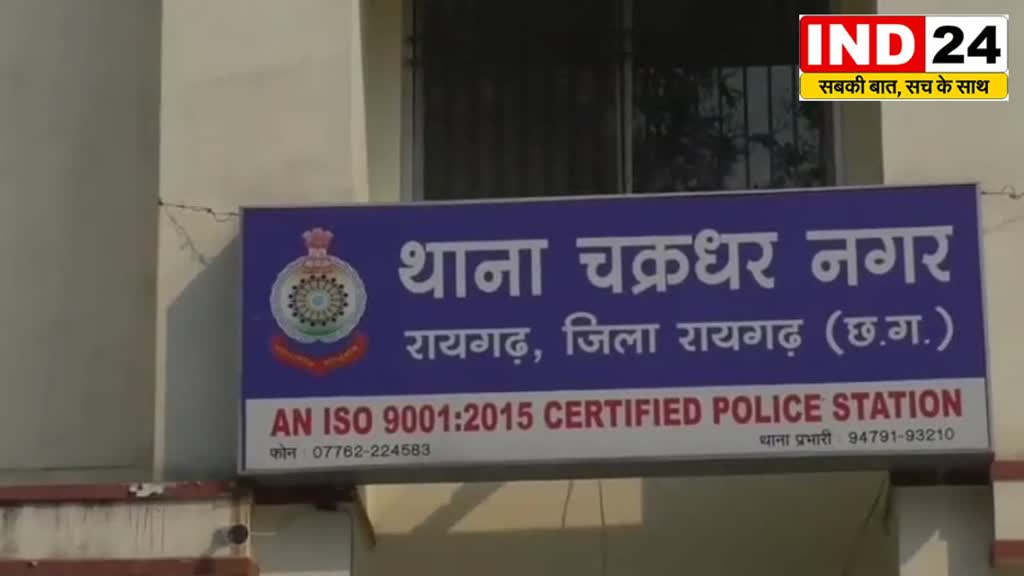 IND 24
सबकी बात, सच के साथ
थाना चक्रधर नगर
रायगढ़, जिला रायगढ़ (छ.ग.)
AN ISO 9001:2015 CERTIFIED POLICE STATION
फोन : 07762-224583
थाना प्रभारी : 94791-93210